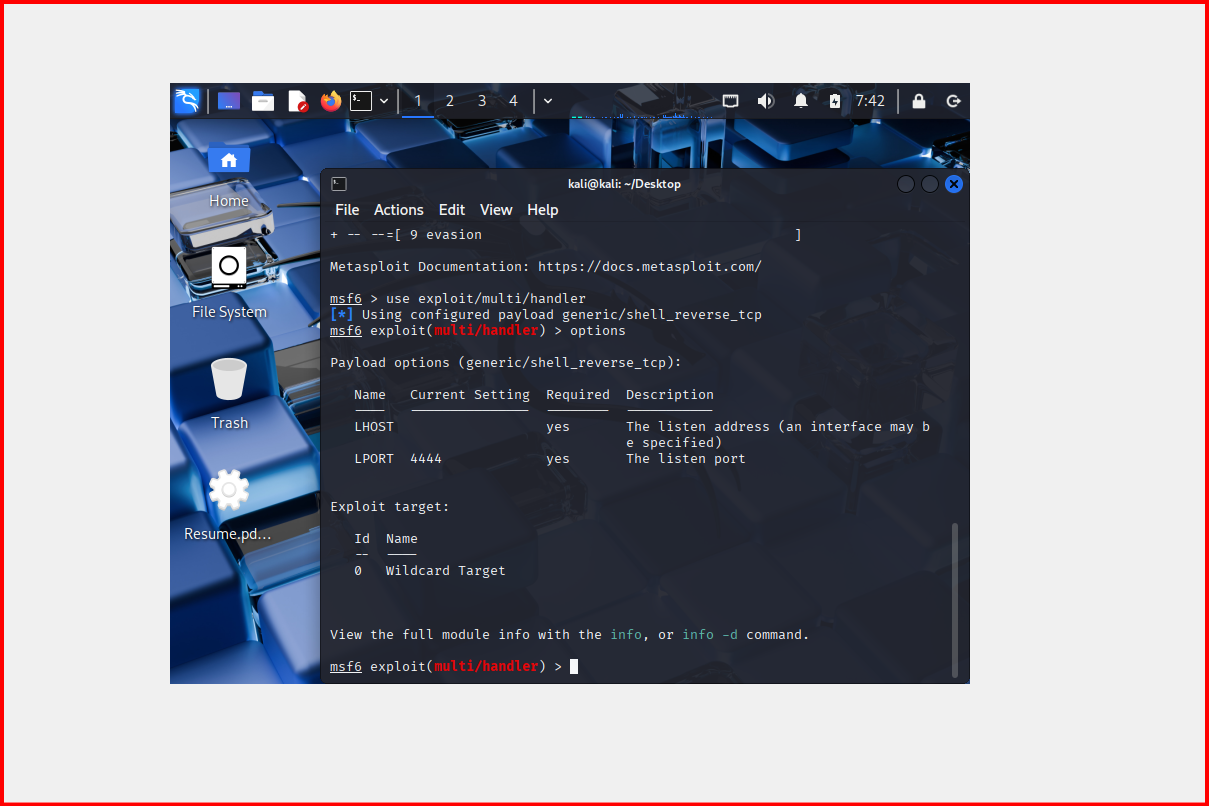 1 2 3 4 7:42
Home
File System
Trash
Resume.pd...
kali@kali: ~/Desktop
File Actions Edit View Help
+ -- --=[ 9 evasion ]
Metasploit Documentation: https://docs.metasploit.com/
msf6 > use exploit/multi/handler
[*] Using configured payload generic/shell_reverse_tcp
msf6 exploit(multi/handler) > options
Payload options (generic/shell_reverse_tcp):
Name Current Setting Required Description
---- --------------- -------- -----------
LHOST yes The listen address (an interface may b
e specified)
LPORT 4444 yes The listen port
Exploit target:
Id Name
-- ----
0 Wildcard Target
View the full module info with the info, or info -d command.
msf6 exploit(multi/handler) >